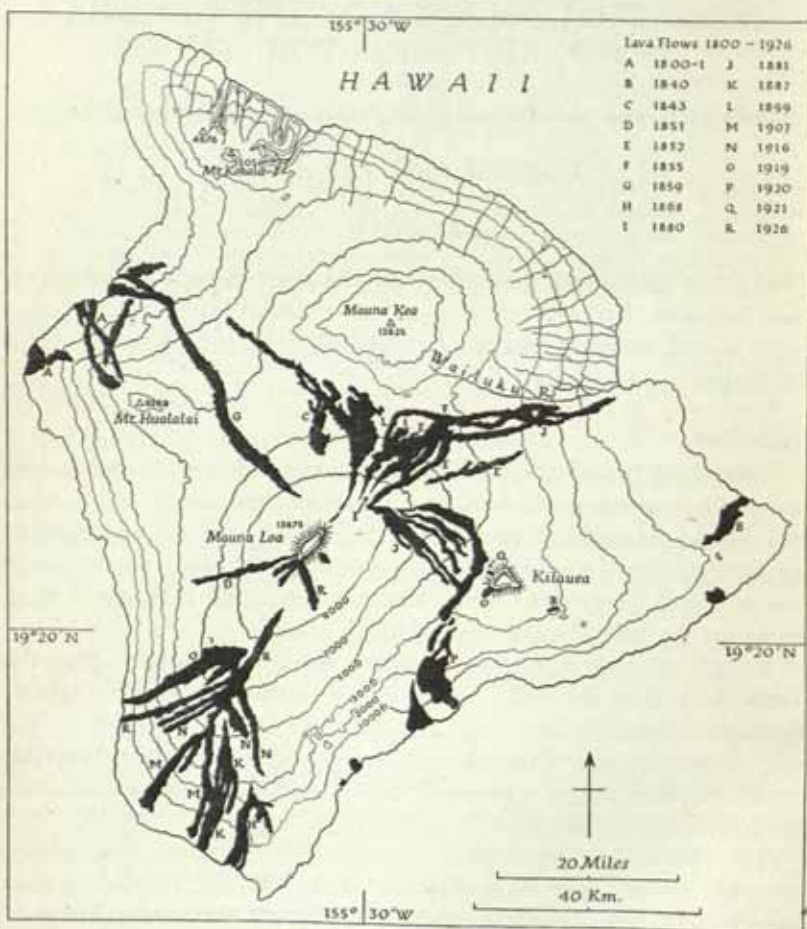 155° 30'W
HAWAII
Lava Flows 1800 – 1926
A 1800-1 J 1881
B 1840 K 1887
C 1843 L 1899
D 1851 M 1907
E 1852 N 1916
F 1855 O 1919
G 1859 P 1920
H 1868 Q 1921
I 1880 R 1926
Mauna Kea
13825
Wailuku R.
A
A
Mt. Hualalai
G
C
F
J
E
B
13675
Mauna Loa
D
R
J
Q
Kilauea
19°20'N
19°20'N
O
R
P
N
N
N
M
M
K
K
20 Miles
40 Km.
155° 30'W